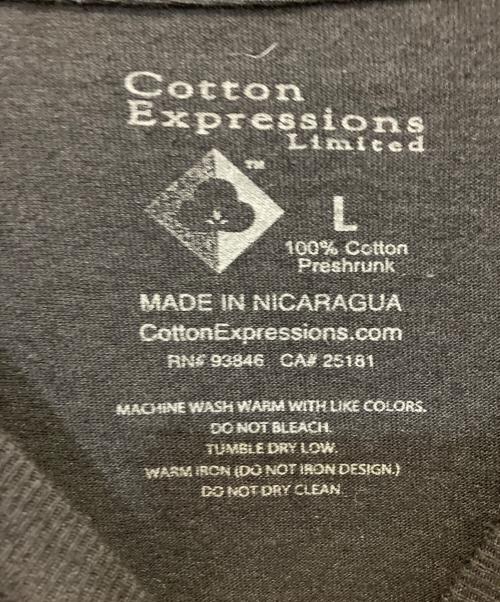 Cotton
Expressions
Limited
™
L
100% Cotton
Preshrunk
MADE IN NICARAGUA
CottonExpressions.com
RN# 93846 CA# 25181
MACHINE WASH WARM WITH LIKE COLORS.
DO NOT BLEACH.
TUMBLE DRY LOW.
WARM IRON (DO NOT IRON DESIGN.)
DO NOT DRY CLEAN